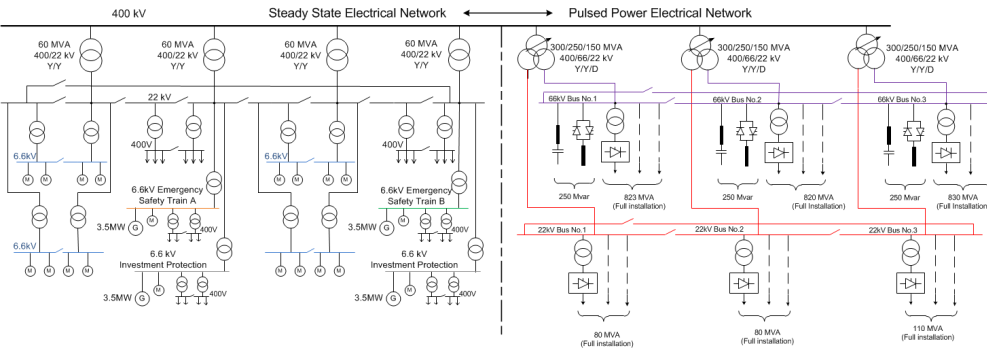 400 kV
Steady State Electrical Network
Pulsed Power Electrical Network
60 MVA
400/22 kV
Y/Y
60 MVA
400/22 kV
Y/Y
60 MVA
400/22 kV
Y/Y
60 MVA
400/22 kV
Y/Y
300/250/150 MVA
400/66/22 kV
Y/Y/D
300/250/150 MVA
400/66/22 kV
Y/Y/D
300/250/150 MVA
400/66/22 kV
Y/Y/D
22 kV
66kV Bus No.1
66kV Bus No.2
66kV Bus No.3
400V
400V
6.6kV
6.6kV
M M M M
M M M M
6.6kV Emergency
Safety Train A
6.6kV Emergency
Safety Train B
250 Mvar
823 MVA
(Full installation)
250 Mvar
820 MVA
(Full Installation)
250 Mvar
830 MVA
(Full Installation)
3.5MW G M 400V
3.5MW G M 400V
22kV Bus No.1
22kV Bus No.2
22kV Bus No.3
6.6kV
6.6kV
M M M M
M M M M
6.6 kV
Investment Protection
6.6 kV
Investment Protection
3.5MW G M 400V
3.5MW G M 400V
80 MVA
(Full installation)
80 MVA
(Full installation)
110 MVA
(Full installation)